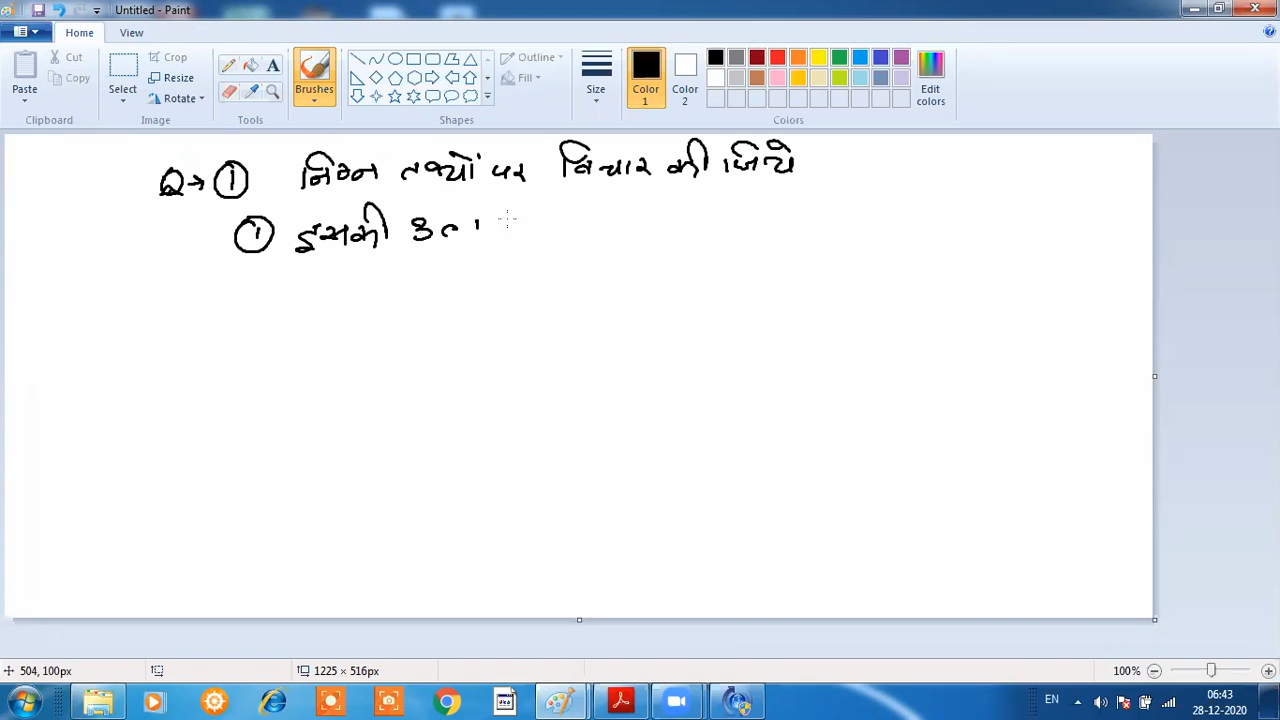 Untitled - Paint
Home View
Paste Cut Copy Select Crop Resize Rotate Brushes Outline Fill Size Color 1 Color 2 Edit colors
Clipboard Image Tools Shapes Colors
Q→ ① निम्न तथ्यों पर विचार कीजिये
① इसकी उत
504, 100px 1225 × 516px 100%
EN 06:43
28-12-2020